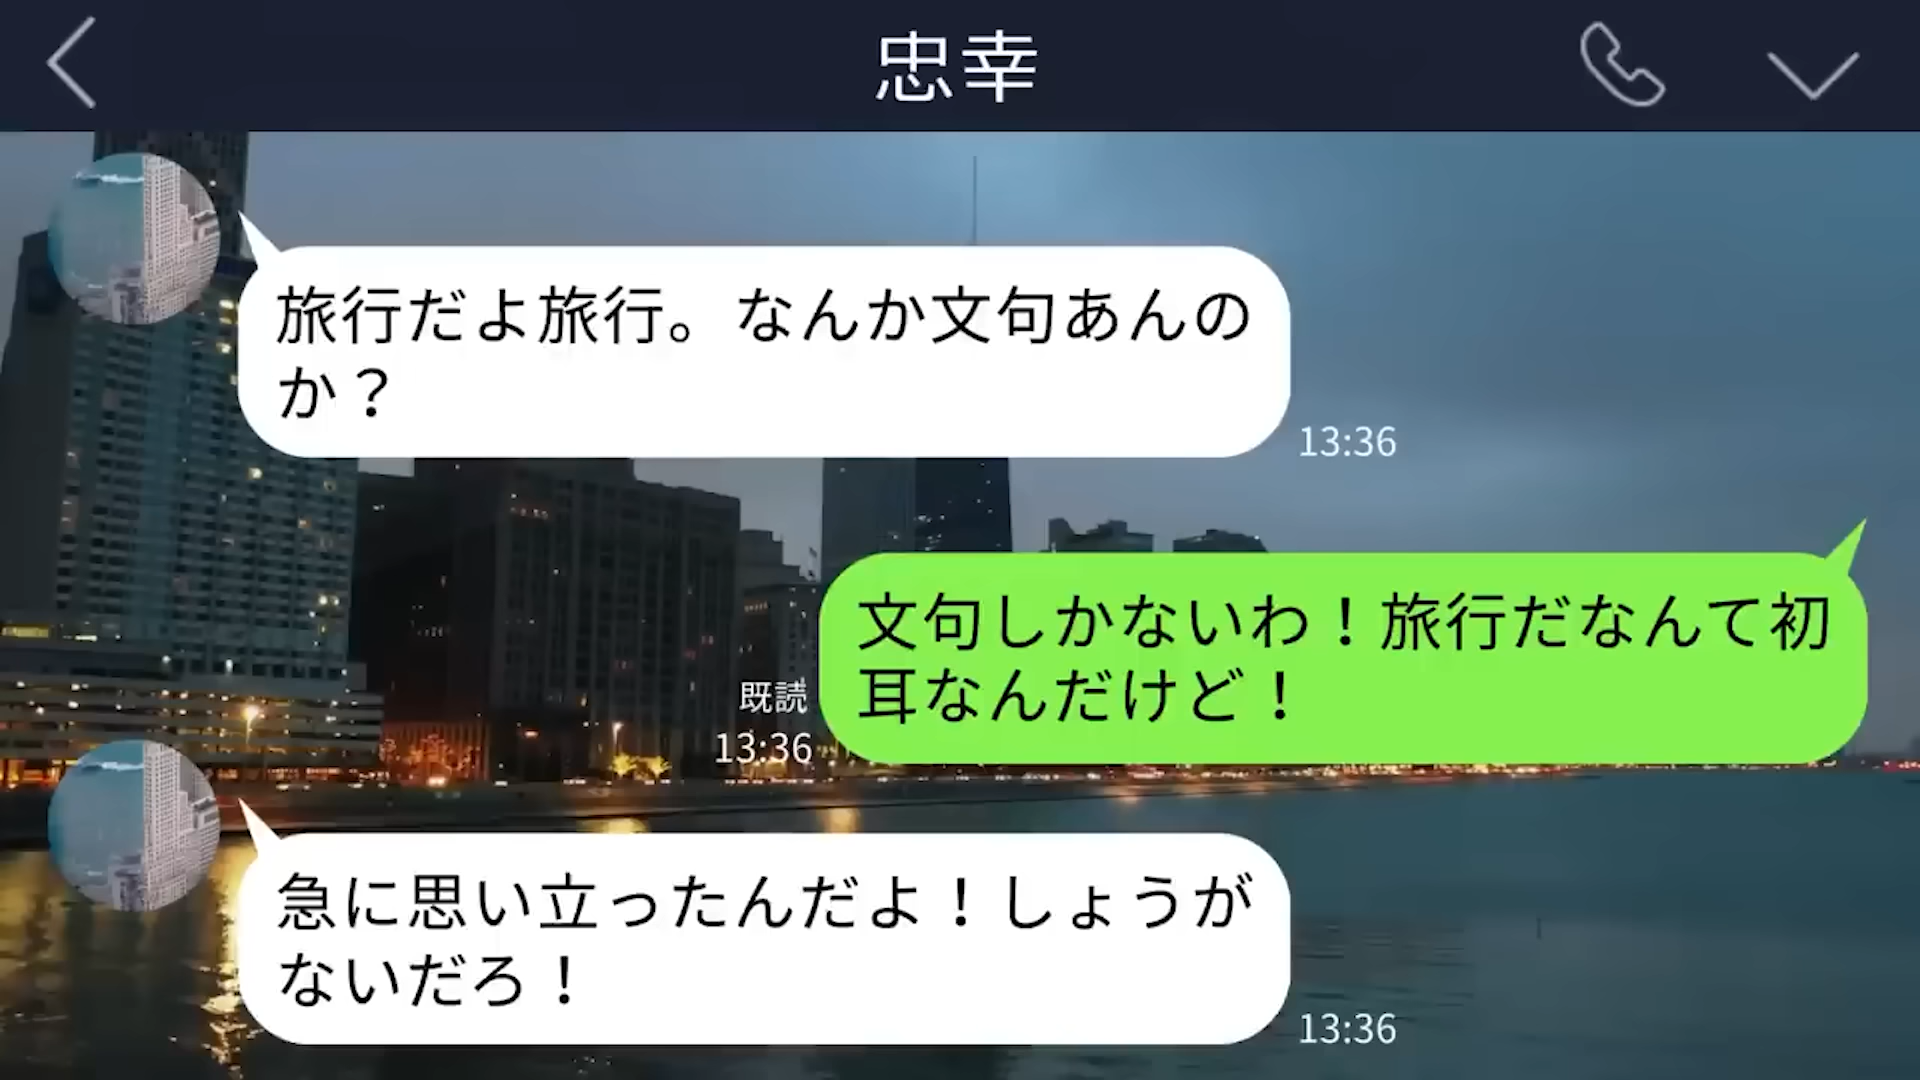 忠幸
旅行だよ旅行。なんか文句あんの
か？
13:36
文句しかないわ！旅行だなんて初
耳なんだけど！
既読
13:36
急に思い立ったんだよ！しょうが
ないだろ！
13:36